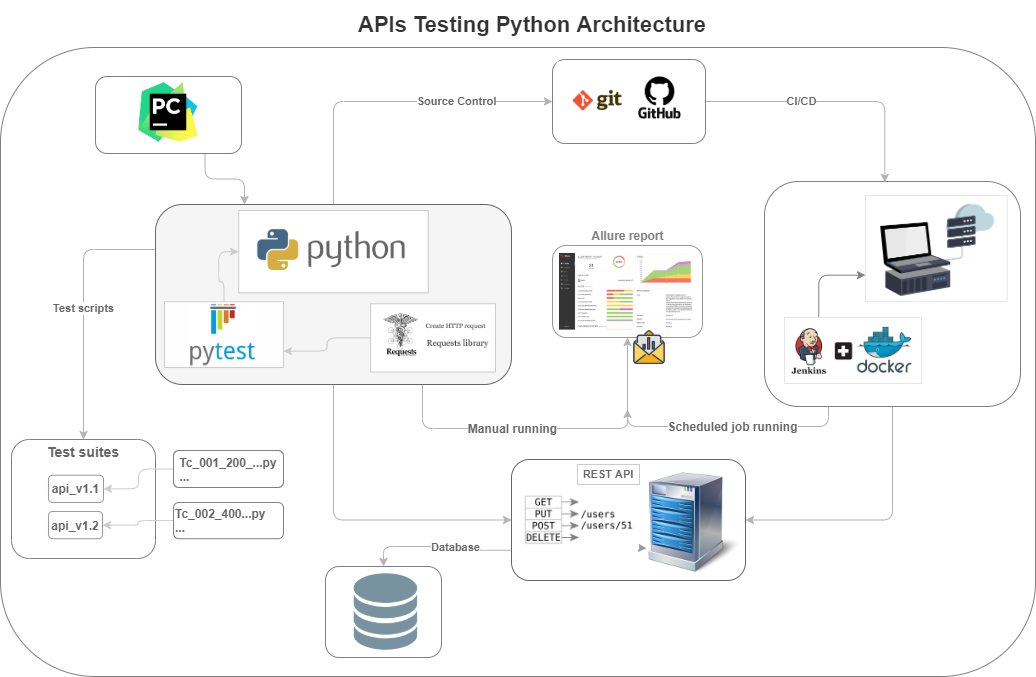 APIs Testing Python Architecture
PC
Source Control
git
GitHub
CI/CD
python
Allure report
Test scripts
pytest
Create HTTP request
Requests library
Requests
Jenkins
docker
Manual running
Scheduled job running
Test suites
api_v1.1
api_v1.2
Tc_001_200_...py
...
Tc_002_400...py
...
REST API
GET
PUT
/users
POST
/users/51
DELETE
Database